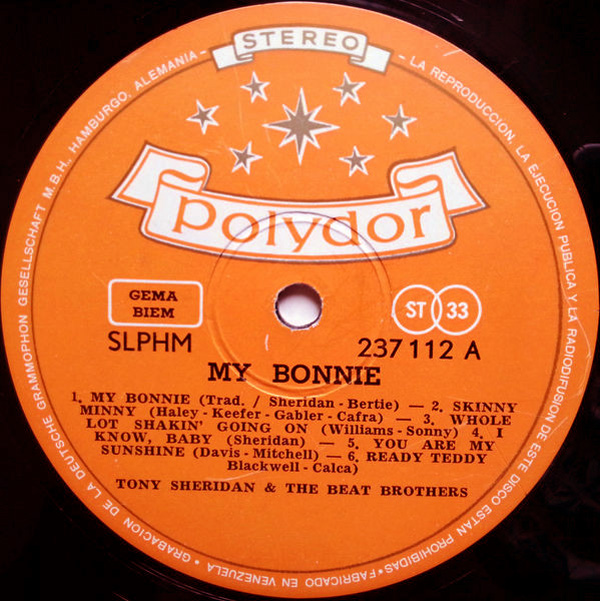 STEREO
polydor
GEMA
BIEM
ST 33
SLPHM
237 112 A
MY BONNIE
1. MY BONNIE (Trad. / Sheridan - Bertie) — 2. SKINNY
MINNY (Haley - Keefer - Gabler - Cafra) — 3. WHOLE
LOT SHAKIN' GOING ON (Williams - Sonny) 4. I
KNOW, BABY (Sheridan) — 5. YOU ARE MY
SUNSHINE (Davis - Mitchell) — 6. READY TEDDY
Blackwell - Calca)
TONY SHERIDAN & THE BEAT BROTHERS
- LA REPRODUCCION, LA EJECUCION PUBLICA Y LA RADIODIFUSION DE ESTE DISCO ESTAN PROHIBIDAS * FABRICADO EN VENEZUELA * GRABACION DE LA DEUTSCHE GRAMMOPHON GESELLSCHAFT M.B.H., HAMBURGO, ALEMANIA -